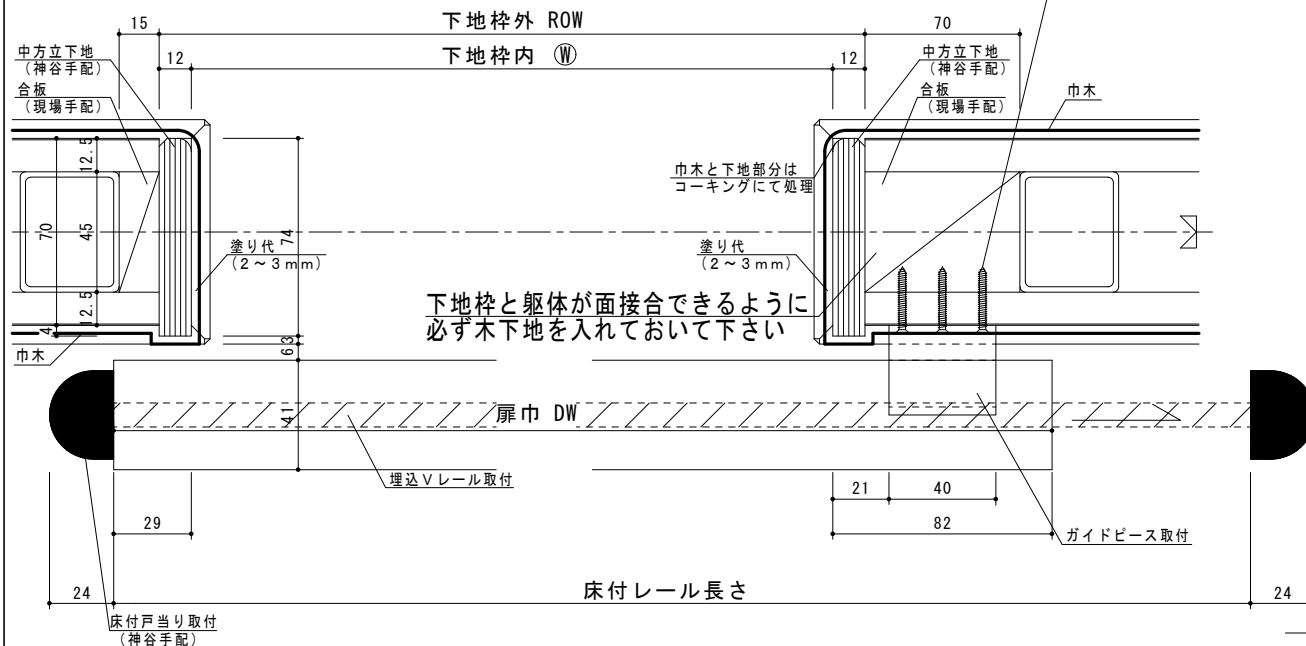 下地枠外 ROW
15
70
下地枠内 Ⓦ
12
12
中方立下地
(神谷手配)
合板
(現場手配)
中方立下地
(神谷手配)
合板
(現場手配)
巾木
12.5
70
45
12.5
4
74
63
41
巾木と下地部分は
コーキングにて処理
塗り代
(2~3mm)
塗り代
(2~3mm)
下地枠と躯体が面接合できるように
必ず木下地を入れておいて下さい
巾木
扉巾 DW
埋込Vレール取付
21
40
29
82
ガイドピース取付
24
床付レール長さ
24
床付戸当り取付
(神谷手配)